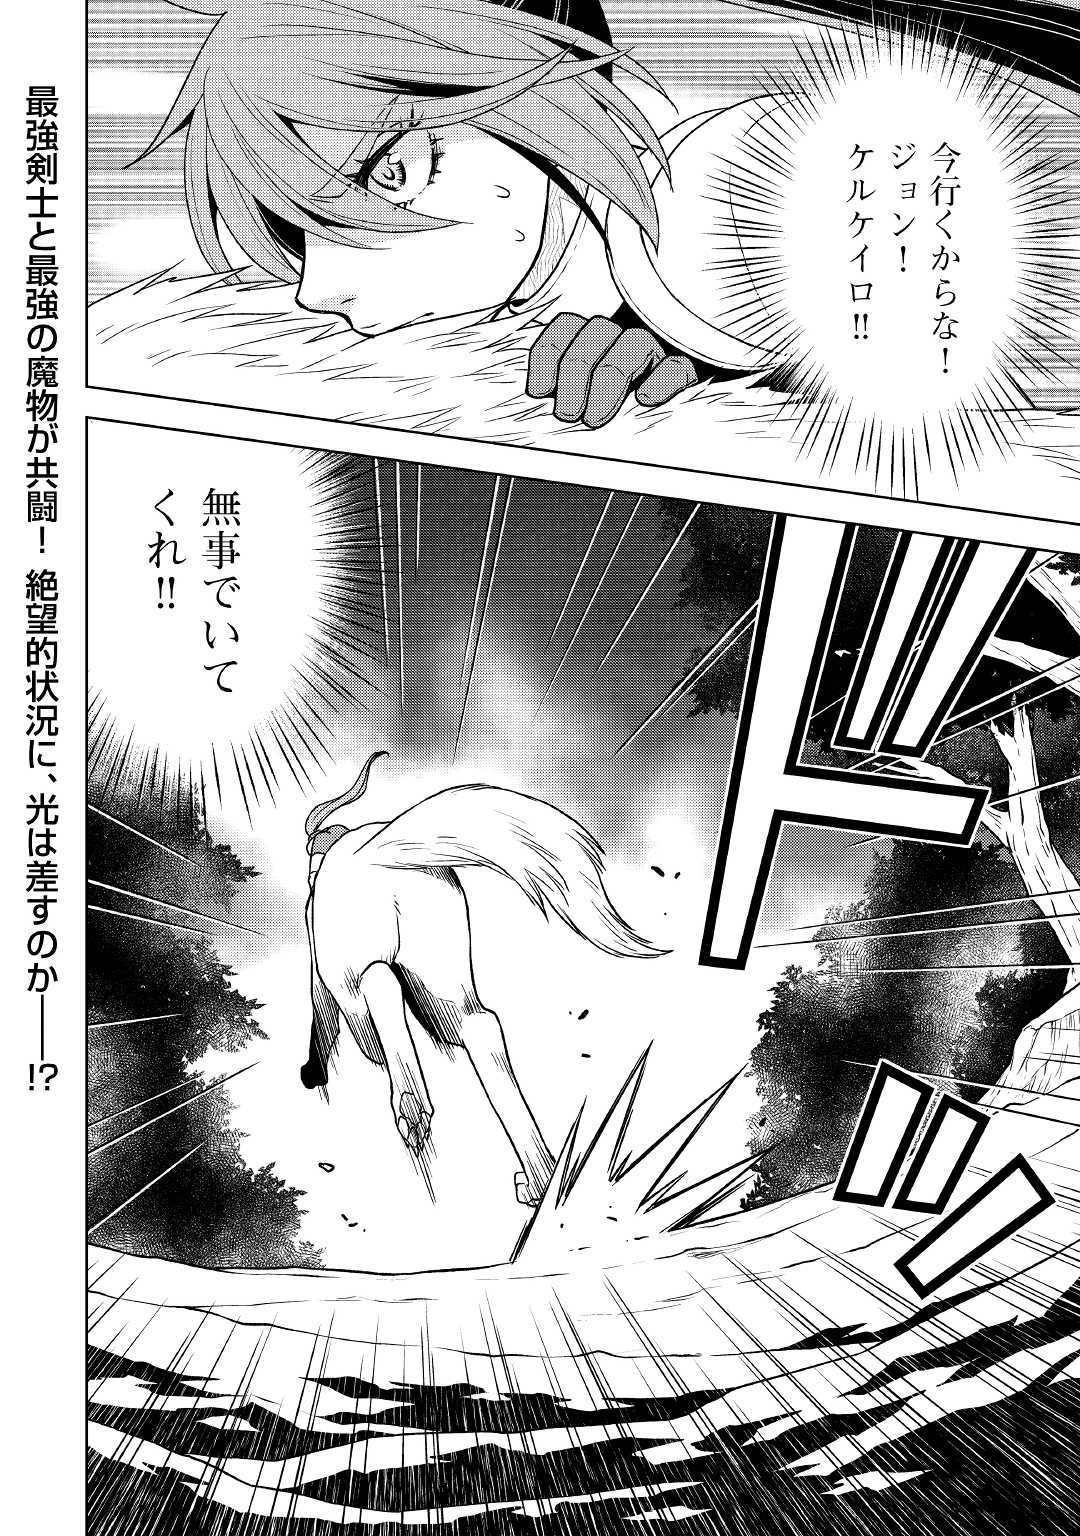 今行くからな！
ジョン！
ケルケイロ!!
無事でいて
くれ!!
ドドッ
最強剣士と最強の魔物が共闘！ 絶望的状況に、光は差すのか――!?